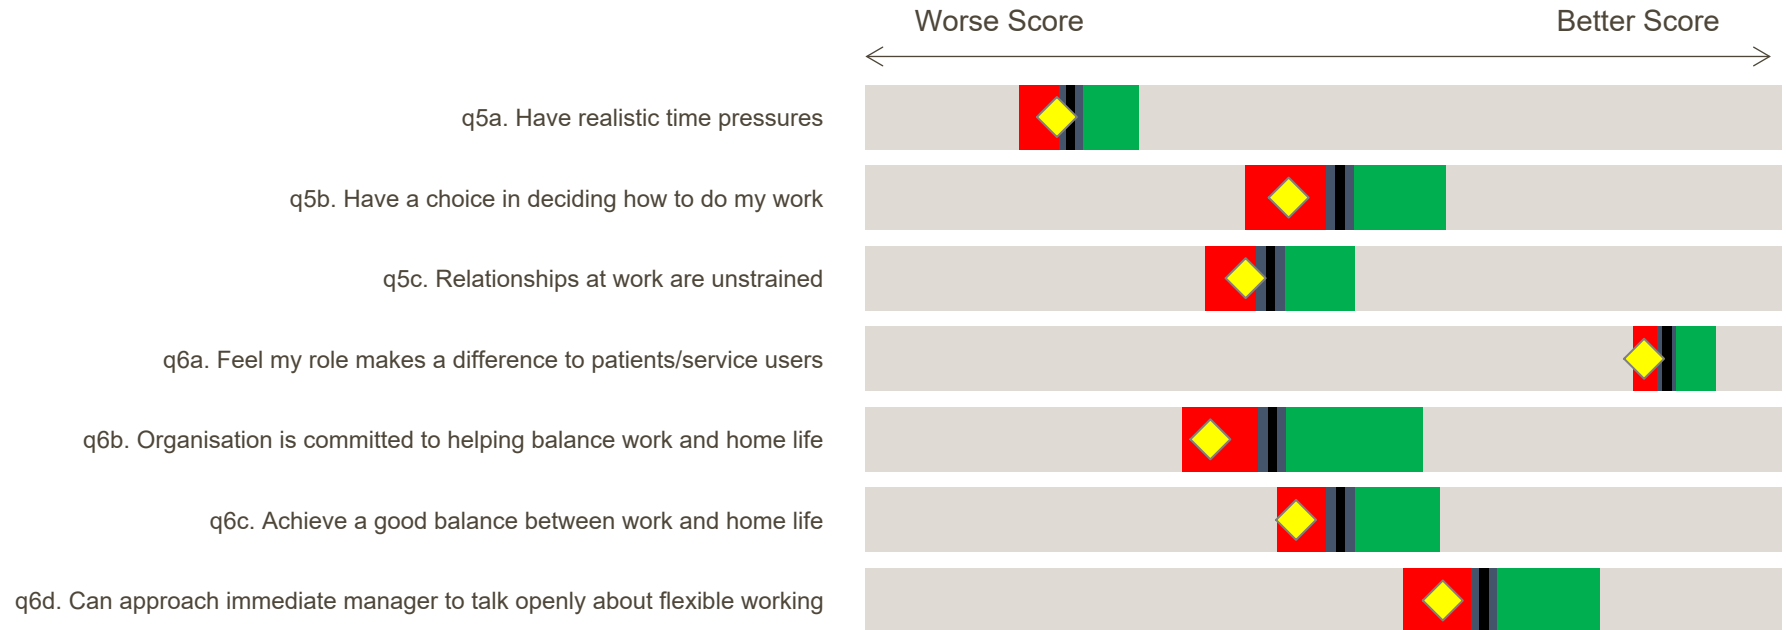 Worse Score
Better Score
q5a. Have realistic time pressures
q5b. Have a choice in deciding how to do my work
q5c. Relationships at work are unstrained
q6a. Feel my role makes a difference to patients/service users
q6b. Organisation is committed to helping balance work and home life
q6c. Achieve a good balance between work and home life
q6d. Can approach immediate manager to talk openly about flexible working